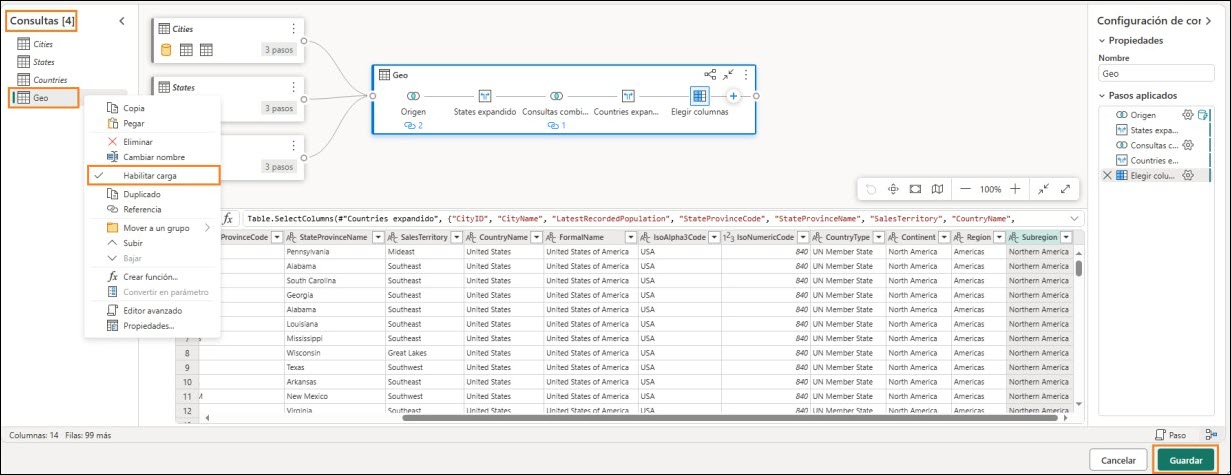 Consultas [4]
Cities
States
Countries
Geo
Copia
Pegar
Eliminar
Cambiar nombre
Habilitar carga
Duplicado
Referencia
Mover a un grupo
Subir
Bajar
Crear función...
Convertir en parámetro
Editor avanzado
Propiedades...
Cities
3 pasos
States
3 pasos
3 pasos
Geo
Origen
States expandido
Consultas combi...
Countries expan...
Elegir columnas
2
1
100%
fx Table.SelectColumns(#"Countries expandido", {"CityID", "CityName", "LatestRecordedPopulation", "StateProvinceCode", "StateProvinceName", "SalesTerritory", "CountryName",
ProvinceCode StateProvinceName SalesTerritory CountryName FormalName IsoAlpha3Code IsoNumericCode CountryType Continent Region Subregion
Pennsylvania Mideast United States United States of America USA 840 UN Member State North America Americas Northern America
Alabama Southeast United States United States of America USA 840 UN Member State North America Americas Northern America
South Carolina Southeast United States United States of America USA 840 UN Member State North America Americas Northern America
Georgia Southeast United States United States of America USA 840 UN Member State North America Americas Northern America
Alabama Southeast United States United States of America USA 840 UN Member State North America Americas Northern America
Louisiana Southeast United States United States of America USA 840 UN Member State North America Americas Northern America
7 Mississippi Southeast United States United States of America USA 840 UN Member State North America Americas Northern America
8 Wisconsin Great Lakes United States United States of America USA 840 UN Member State North America Americas Northern America
9 Texas Southwest United States United States of America USA 840 UN Member State North America Americas Northern America
10 Arkansas Southeast United States United States of America USA 840 UN Member State North America Americas Northern America
11 New Mexico Southwest United States United States of America USA 840 UN Member State North America Americas Northern America
12 Virginia Southeast United States United States of America USA 840 UN Member State North America Americas Northern America
Configuración de cor
Propiedades
Nombre
Geo
Pasos aplicados
Origen
States expa...
Consultas c...
Countries e...
Elegir colu...
Columnas: 14 Filas: 99 más
Paso
Cancelar
Guardar